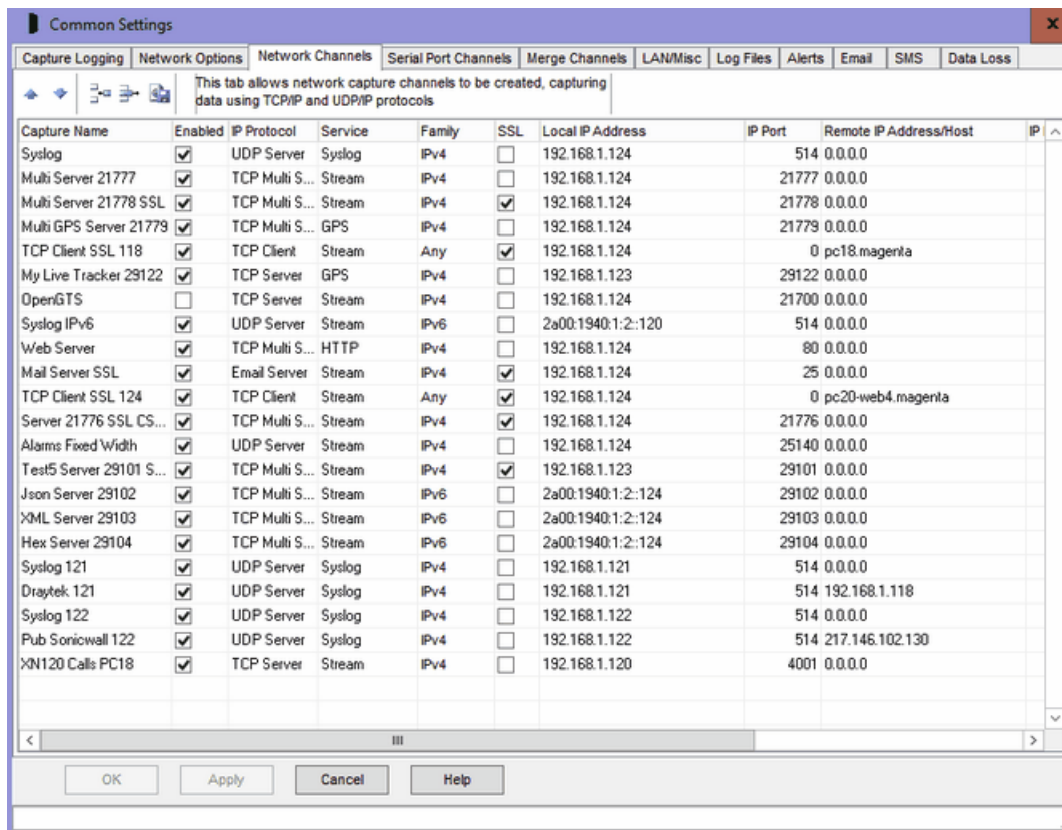 Common Settings
Capture Logging Network Options Network Channels Serial Port Channels Merge Channels LAN/Misc Log Files Alerts Email SMS Data Loss
This tab allows network capture channels to be created, capturing
data using TCP/IP and UDP/IP protocols
Capture Name Enabled IP Protocol Service Family SSL Local IP Address IP Port Remote IP Address/Host IP
Syslog UDP Server Syslog IPv4 192.168.1.124 514 0.0.0.0
Multi Server 21777 TCP Multi S... Stream IPv4 192.168.1.124 21777 0.0.0.0
Multi Server 21778 SSL TCP Multi S... Stream IPv4 192.168.1.124 21778 0.0.0.0
Multi GPS Server 21779 TCP Multi S... GPS IPv4 192.168.1.124 21779 0.0.0.0
TCP Client SSL 118 TCP Client Stream Any 192.168.1.124 0 pc18.magenta
My Live Tracker 29122 TCP Server GPS IPv4 192.168.1.123 29122 0.0.0.0
OpenGTS TCP Server Stream IPv4 192.168.1.124 21700 0.0.0.0
Syslog IPv6 UDP Server Stream IPv6 2a00:1940:1:2::120 514 0.0.0.0
Web Server TCP Multi S... HTTP IPv4 192.168.1.124 80 0.0.0.0
Mail Server SSL Email Server Stream IPv4 192.168.1.124 25 0.0.0.0
TCP Client SSL 124 TCP Client Stream Any 192.168.1.124 0 pc20-web4.magenta
Server 21776 SSL CS... TCP Multi S... Stream IPv4 192.168.1.124 21776 0.0.0.0
Alarms Fixed Width UDP Server Stream IPv4 192.168.1.124 25140 0.0.0.0
Test5 Server 29101 S... TCP Multi S... Stream IPv4 192.168.1.123 29101 0.0.0.0
Json Server 29102 TCP Multi S... Stream IPv6 2a00:1940:1:2::124 29102 0.0.0.0
XML Server 29103 TCP Multi S... Stream IPv6 2a00:1940:1:2::124 29103 0.0.0.0
Hex Server 29104 TCP Multi S... Stream IPv6 2a00:1940:1:2::124 29104 0.0.0.0
Syslog 121 UDP Server Syslog IPv4 192.168.1.121 514 0.0.0.0
Draytek 121 UDP Server Syslog IPv4 192.168.1.121 514 192.168.1.118
Syslog 122 UDP Server Syslog IPv4 192.168.1.122 514 0.0.0.0
Pub Sonicwall 122 UDP Server Syslog IPv4 192.168.1.122 514 217.146.102.130
XN120 Calls PC18 TCP Server Stream IPv4 192.168.1.120 4001 0.0.0.0
OK Apply Cancel Help